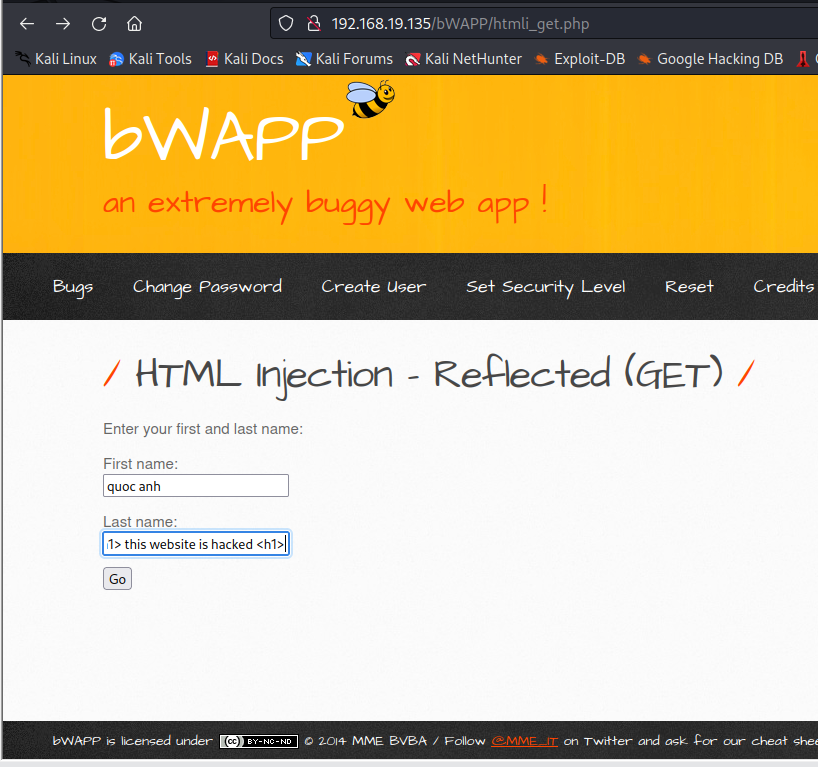 192.168.19.135/bWAPP/htmli_get.php
Kali Linux Kali Tools Kali Docs Kali Forums Kali NetHunter Exploit-DB Google Hacking DB
bWAPP
an extremely buggy web app !
Bugs Change Password Create User Set Security Level Reset Credits
/ HTML Injection - Reflected (GET) /
Enter your first and last name:
First name:
quoc anh
Last name:
1> this website is hacked <h1>
Go
bWAPP is licensed under (cc) BY-NC-ND © 2014 MME BVBA / Follow @MME_IT on Twitter and ask for our cheat shee